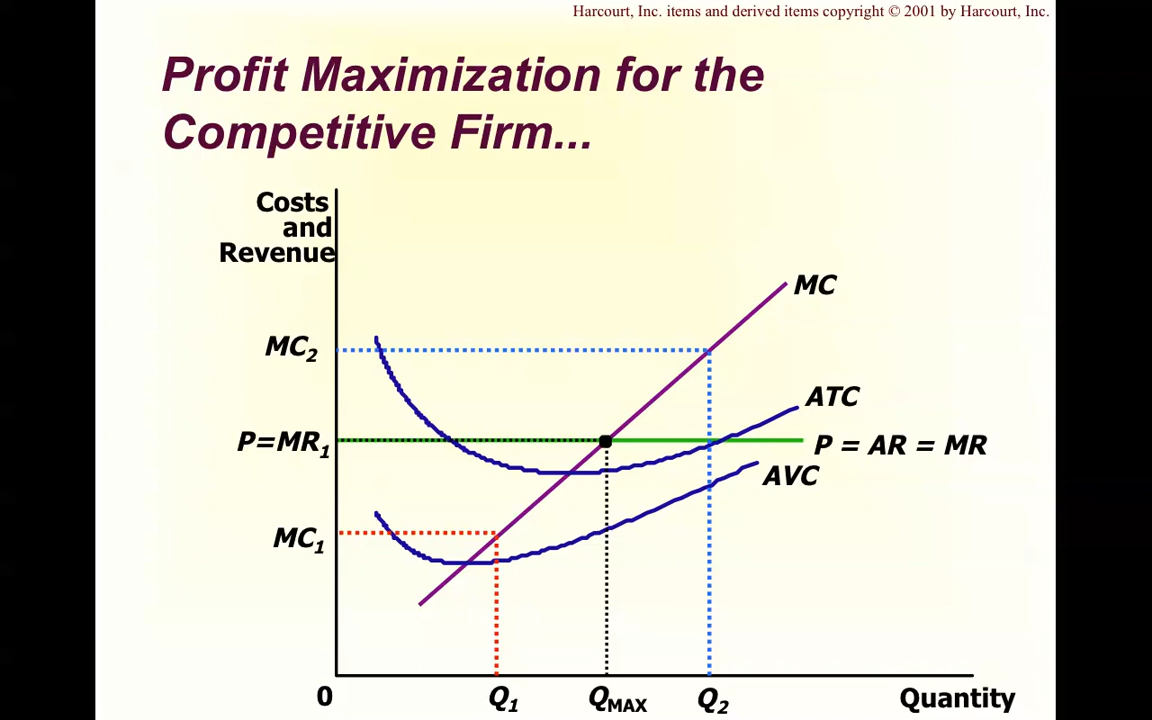 Harcourt, Inc. items and derived items copyright © 2001 by Harcourt, Inc.
Profit Maximization for the
Competitive Firm...
Costs
and
Revenue
MC
MC2
ATC
P=MR1
P = AR = MR
AVC
MC1
0
Q1
QMAX
Q2
Quantity